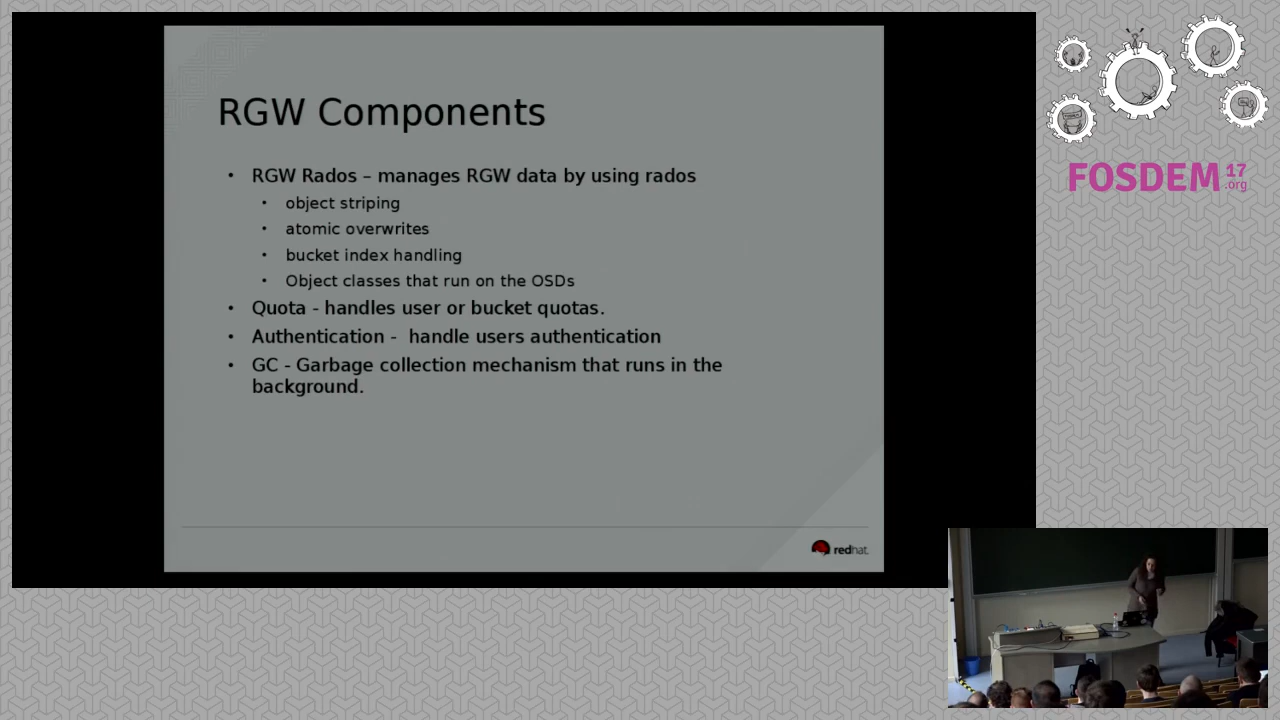 RGW Components
• RGW Rados – manages RGW data by using rados
• object striping
• atomic overwrites
• bucket index handling
• Object classes that run on the OSDs
• Quota - handles user or bucket quotas.
• Authentication - handle users authentication
• GC - Garbage collection mechanism that runs in the
background.
redhat.
FOSDEM 17
.org